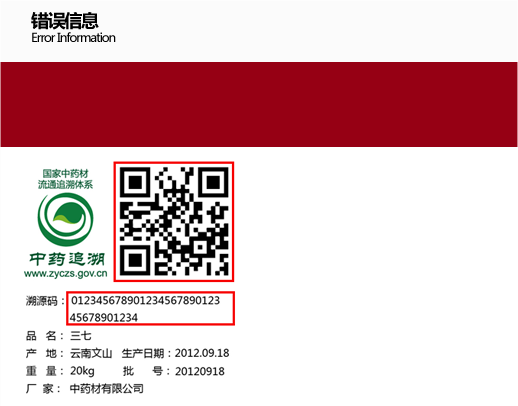 错误信息
Error Information
国家中药材
流通追溯体系
中药追溯
www.zyczs.gov.cn
溯源码： 012345678901234567890123
45678901234
品 名： 三七
产 地： 云南文山 生产日期：2012.09.18
重 量： 20kg 批 号： 20120918
厂 家： 中药材有限公司